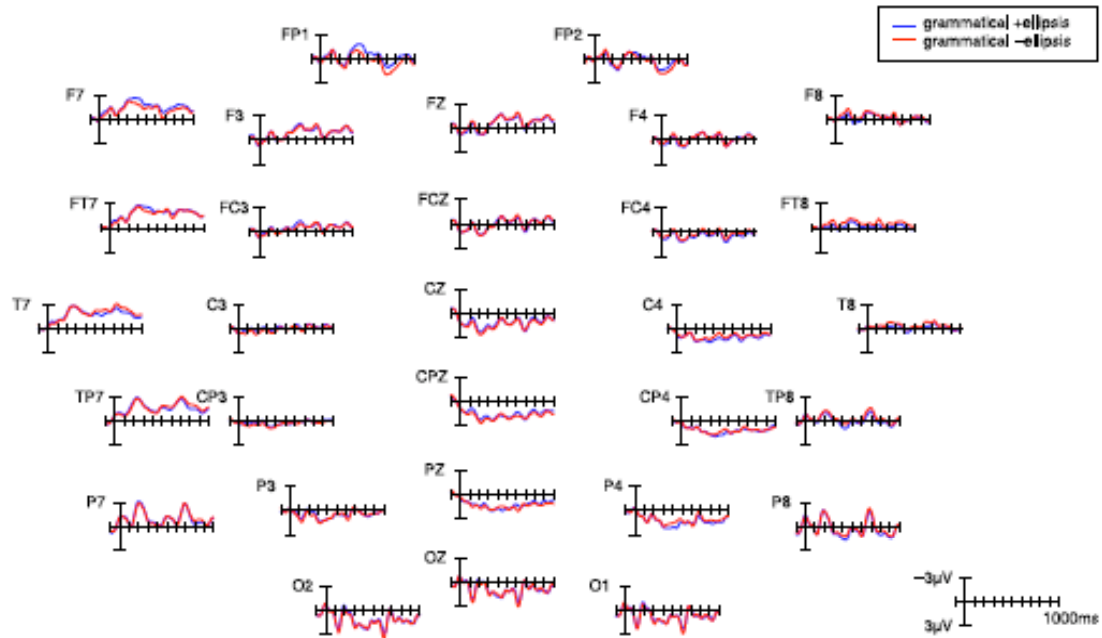 grammatical +ellipsis
grammatical −ellipsis
FP1
FP2
F7
F3
FZ
F4
F8
FT7
FC3
FCZ
FC4
FT8
T7
C3
CZ
C4
T8
TP7
CP3
CPZ
CP4
TP8
P7
P3
PZ
P4
P8
O2
OZ
O1
−3µV
3µV
1000ms